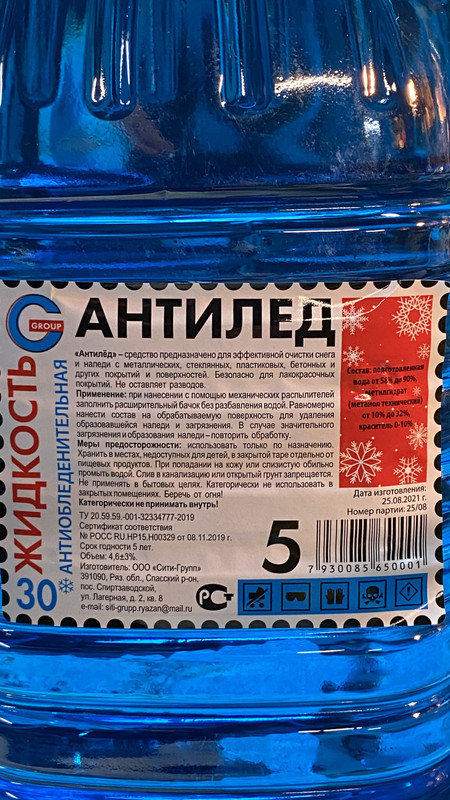 G
GROUP
АНТИЛЕД
ЖИДКОСТЬ
АНТИОБЛЕДЕНИТЕЛЬНАЯ
30
«Антилёд» – средство предназначено для эффективной очистки снега
и наледи с металлических, стеклянных, пластиковых, бетонных и
других покрытий и поверхностей. Безопасно для лакокрасочных
покрытий. Не оставляет разводов.
Применение: при нанесении с помощью механических распылителей
заполнить расширительный бачок без разбавления водой. Равномерно
нанести состав на обрабатываемую поверхность для удаления
образовавшейся наледи и загрязнения. В случае значительного
загрязнения и образования наледи – повторить обработку.
Меры предосторожности: использовать только по назначению.
Хранить в местах, недоступных для детей, в закрытой таре отдельно от
пищевых продуктов. При попадании на кожу или слизистую обильно
промыть водой. Слив в канализацию или открытый грунт запрещается.
Не применять в бытовых целях. Категорически не использовать в
закрытых помещениях. Беречь от огня!
Категорически не принимать внутрь!
ТУ 20.59.59.-001-32334777-2019
Сертификат соответствия
№ РОСС RU.НР15.Н00329 от 08.11.2019 г.
Срок годности 5 лет.
Объем: 4,6±3%.
Изготовитель: ООО «Сити-Групп»
391090, Ряз. обл., Спасский р-он,
пос. Спиртзаводской,
ул. Лагерная, д. 2, кв. 8
e-mail: siti-grupp.ryazan@mail.ru
Состав: подготовленная
вода от 58% до 90%,
метилгидрат
(метанол технический)
от 10% до 32%,
краситель 0-10%
Дата изготовления:
25.08.2021 г.
Номер партии: 25/08
5
7 930085 650001
РСТ